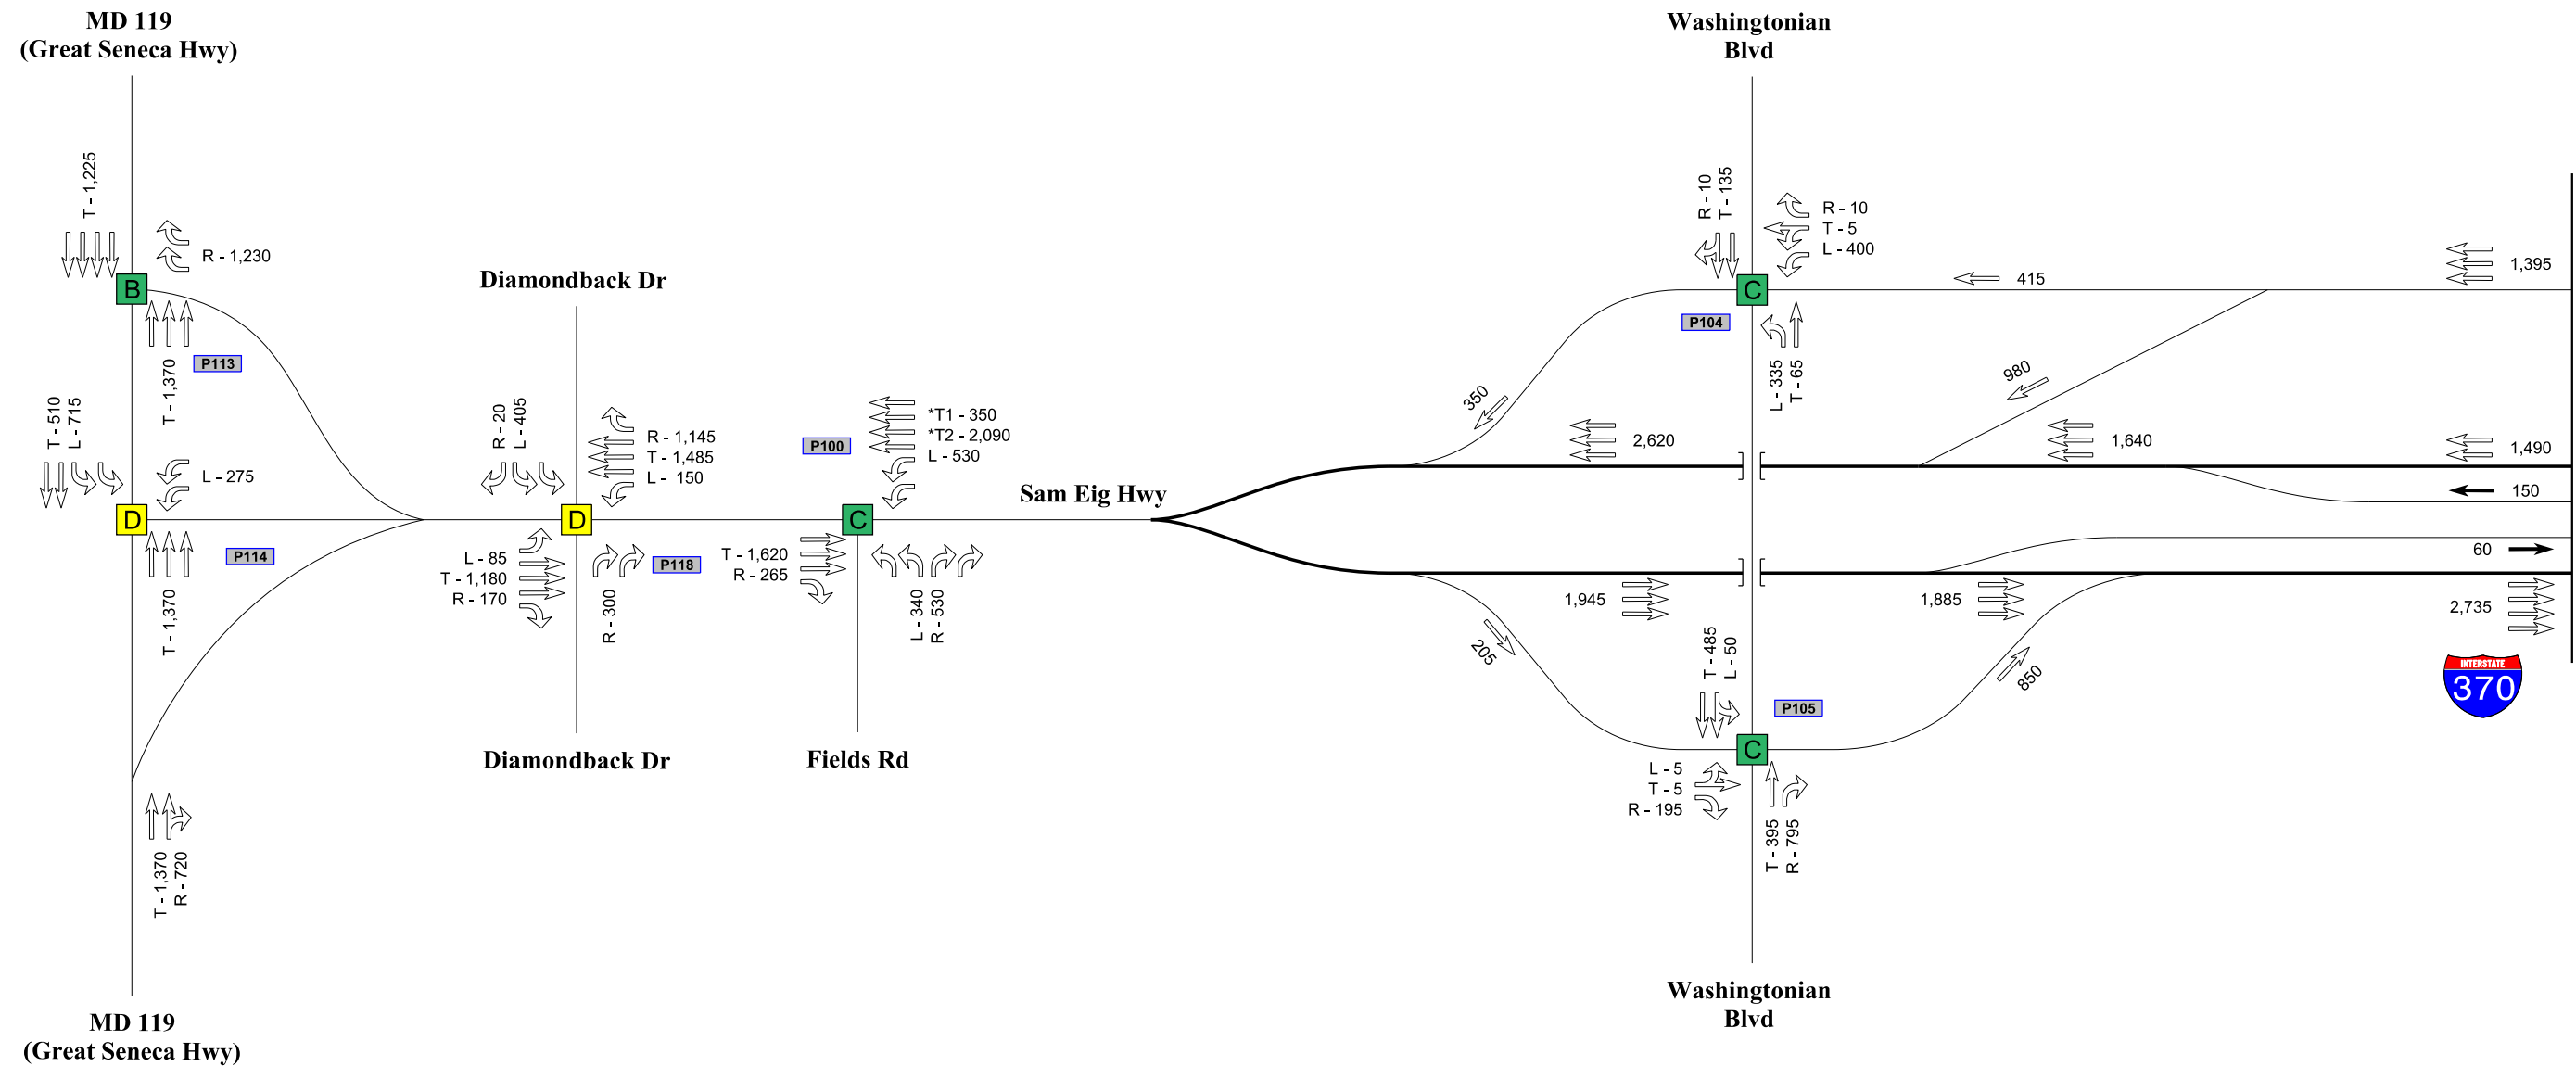 MD 119
(Great Seneca Hwy)
Washingtonian
Blvd
T - 1,225
R - 1,230
B
T - 1,370
P113
T - 510
L - 715
L - 275
D
P114
T - 1,370
T - 1,370
R - 720
MD 119
(Great Seneca Hwy)
Diamondback Dr
R - 20
L - 405
R - 1,145
T - 1,485
L - 150
D
L - 85
T - 1,180
R - 170
R - 300
P118
Diamondback Dr
P100
*T1 - 350
*T2 - 2,090
L - 530
C
T - 1,620
R - 265
L - 340
R - 530
Fields Rd
Sam Eig Hwy
R - 10
T - 135
R - 10
T - 5
L - 400
C
P104
L - 335
T - 65
415
1,395
980
350
2,620
1,640
1,490
150
60
1,945
1,885
2,735
205
T - 485
L - 50
P105
850
C
L - 5
T - 5
R - 195
T - 395
R - 795
INTERSTATE
370
Washingtonian
Blvd